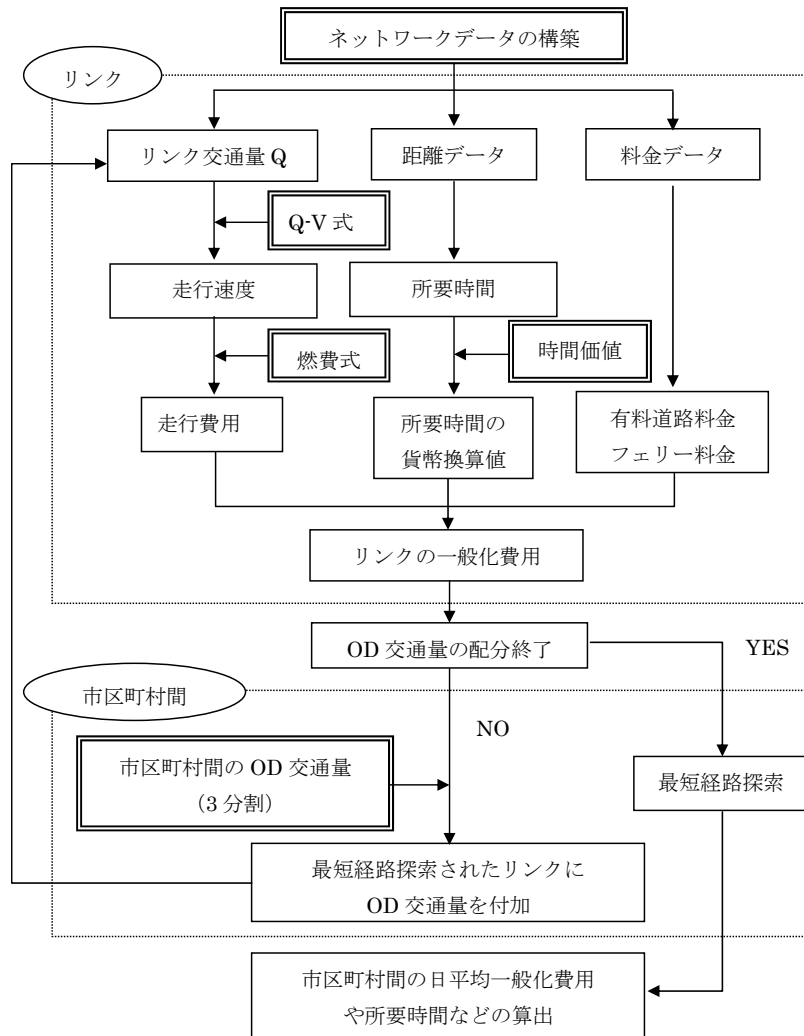 ネットワークデータの構築
リンク
リンク交通量 Q
距離データ
料金データ
Q-V 式
走行速度
所要時間
燃費式
時間価値
走行費用
所要時間の
貨幣換算値
有料道路料金
フェリー料金
リンクの一般化費用
OD 交通量の配分終了
YES
市区町村間
NO
市区町村間の OD 交通量
（3 分割）
最短経路探索
最短経路探索されたリンクに
OD 交通量を付加
市区町村間の日平均一般化費用
や所要時間などの算出